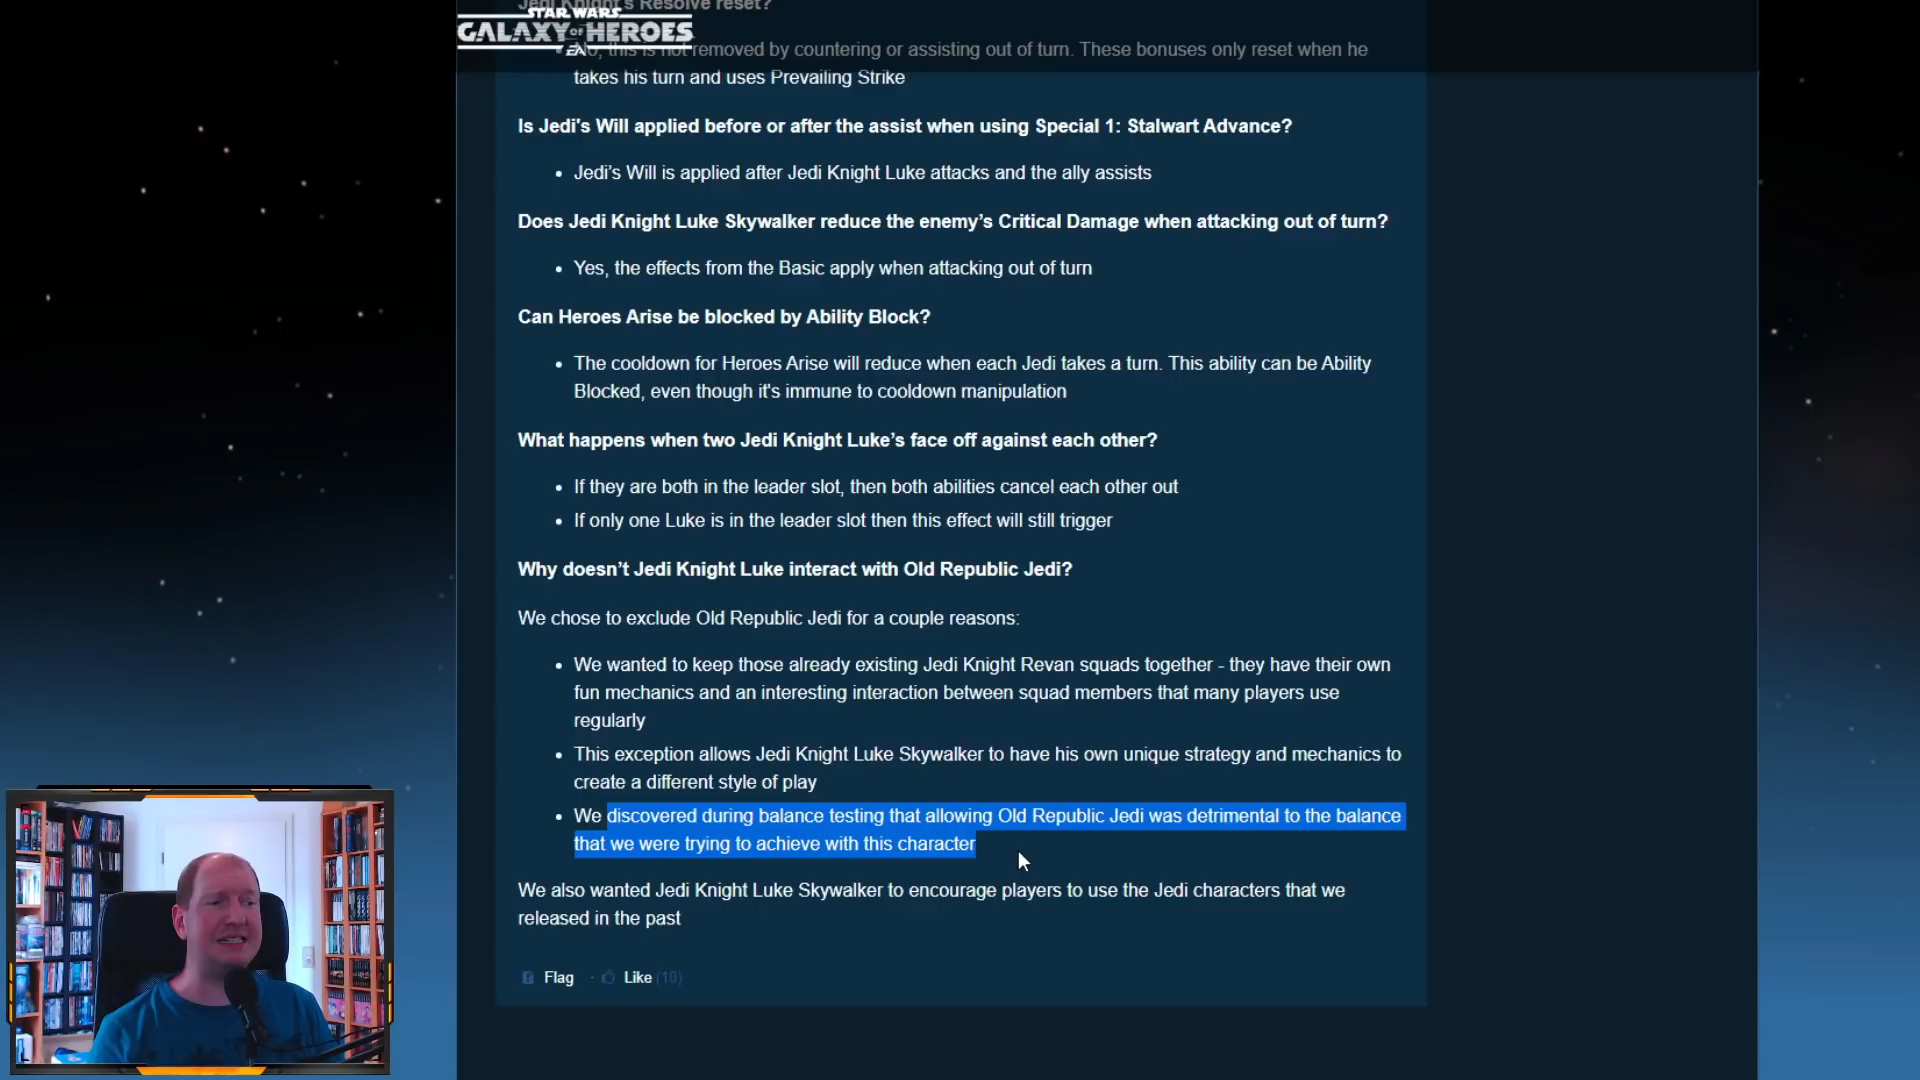 Jedi Knight's Resolve reset?
STAR WARS
GALAXY OF HEROES
EA
No, this is not removed by countering or assisting out of turn. These bonuses only reset when he
takes his turn and uses Prevailing Strike
Is Jedi's Will applied before or after the assist when using Special 1: Stalwart Advance?
Jedi’s Will is applied after Jedi Knight Luke attacks and the ally assists
Does Jedi Knight Luke Skywalker reduce the enemy’s Critical Damage when attacking out of turn?
Yes, the effects from the Basic apply when attacking out of turn
Can Heroes Arise be blocked by Ability Block?
The cooldown for Heroes Arise will reduce when each Jedi takes a turn. This ability can be Ability
Blocked, even though it's immune to cooldown manipulation
What happens when two Jedi Knight Luke’s face off against each other?
If they are both in the leader slot, then both abilities cancel each other out
If only one Luke is in the leader slot then this effect will still trigger
Why doesn’t Jedi Knight Luke interact with Old Republic Jedi?
We chose to exclude Old Republic Jedi for a couple reasons:
We wanted to keep those already existing Jedi Knight Revan squads together - they have their own
fun mechanics and an interesting interaction between squad members that many players use
regularly
This exception allows Jedi Knight Luke Skywalker to have his own unique strategy and mechanics to
create a different style of play
We discovered during balance testing that allowing Old Republic Jedi was detrimental to the balance
that we were trying to achieve with this character
We also wanted Jedi Knight Luke Skywalker to encourage players to use the Jedi characters that we
released in the past
Flag · Like (10)